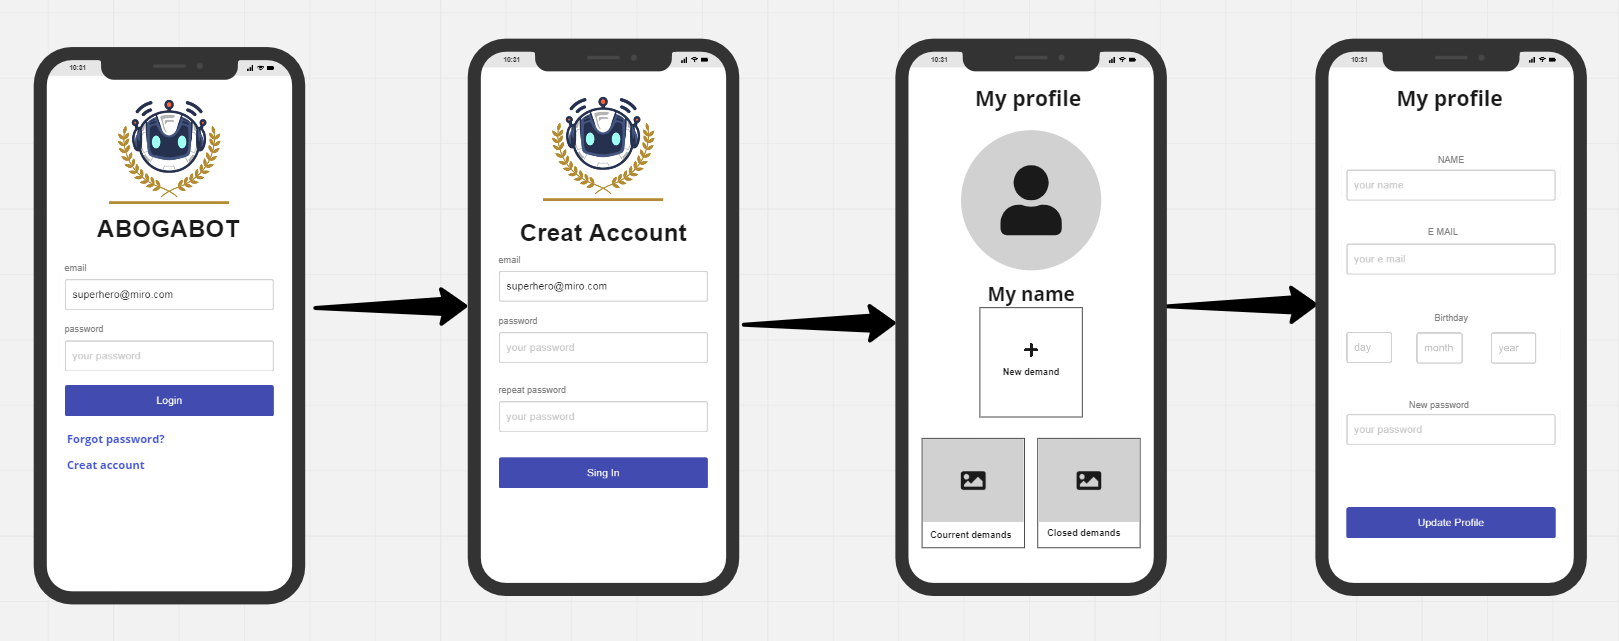 10:31
ABOGABOT
email
superhero@miro.com
password
your password
Login
Forgot password?
Creat account
10:31
Creat Account
email
superhero@miro.com
password
your password
repeat password
your password
Sing In
10:31
My profile
My name
New demand
Courrent demands
Closed demands
10:31
My profile
NAME
your name
E MAIL
your e mail
Birthday
day
month
year
New password
your password
Update Profile